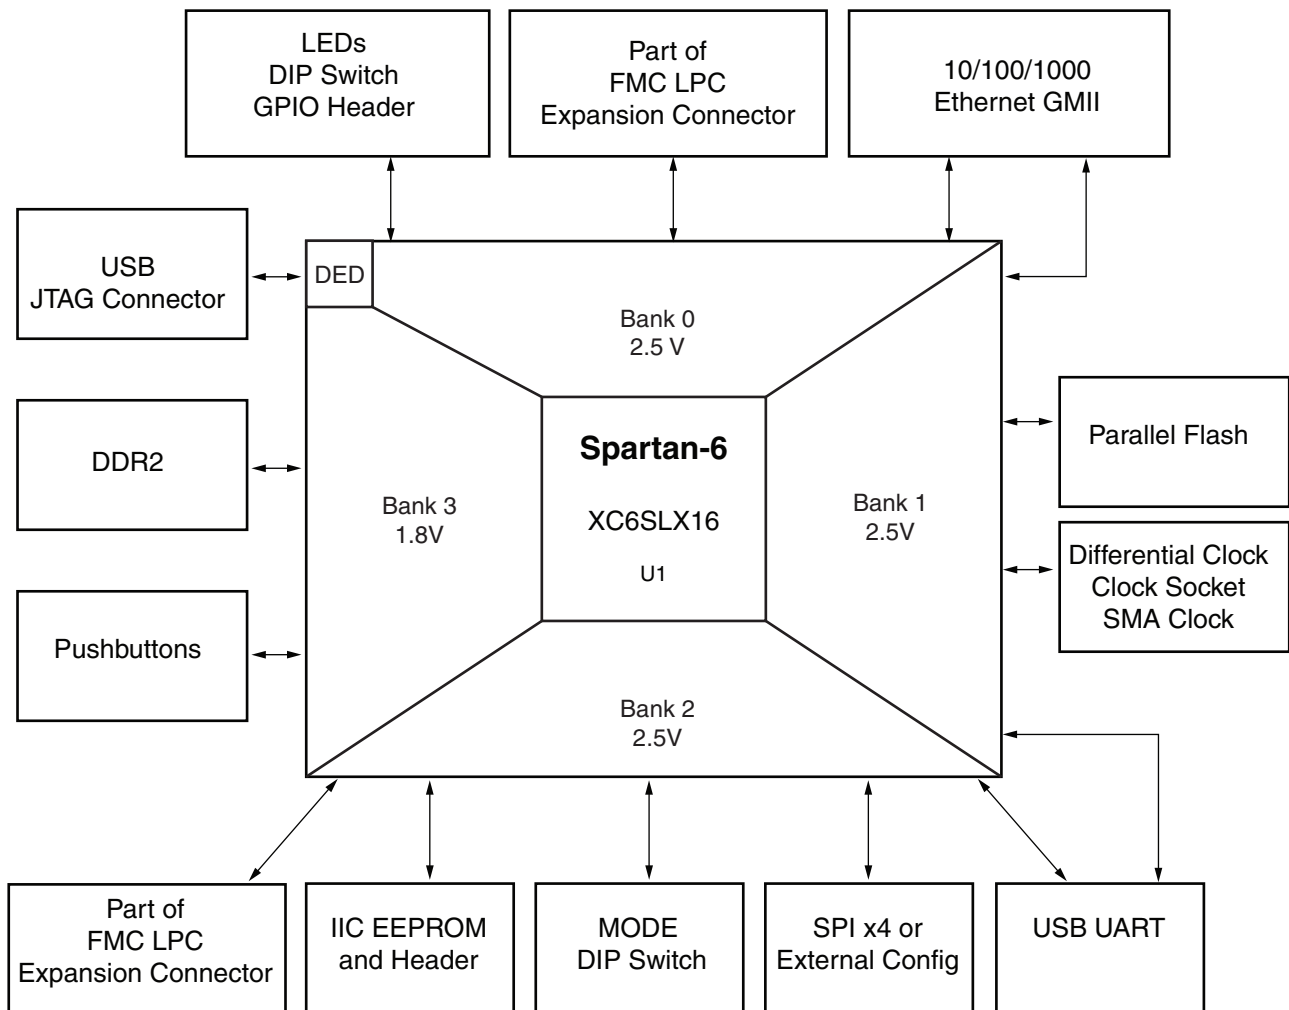 LEDs
DIP Switch
GPIO Header
Part of
FMC LPC
Expansion Connector
10/100/1000
Ethernet GMII
USB
JTAG Connector
DED
Bank 0
2.5 V
Parallel Flash
DDR2
Spartan-6
XC6SLX16
U1
Bank 3
1.8V
Bank 1
2.5V
Differential Clock
Clock Socket
SMA Clock
Pushbuttons
Bank 2
2.5V
Part of
FMC LPC
Expansion Connector
IIC EEPROM
and Header
MODE
DIP Switch
SPI x4 or
External Config
USB UART